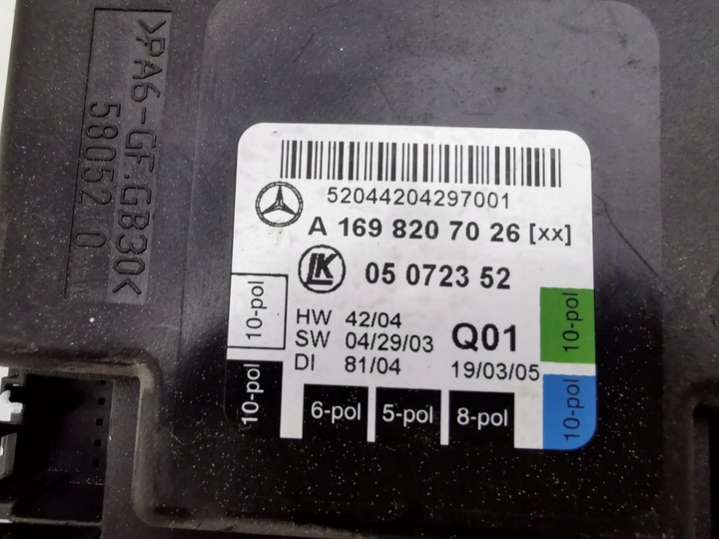 >PA6-GF.GB30<
58052 0
52044204297001
A 169 820 70 26 [xx]
LK 05 0723 52
HW 42/04
SW 04/29/03 Q01
DI 81/04 19/03/05
10-pol
10-pol
6-pol 5-pol 8-pol
10-pol
10-pol